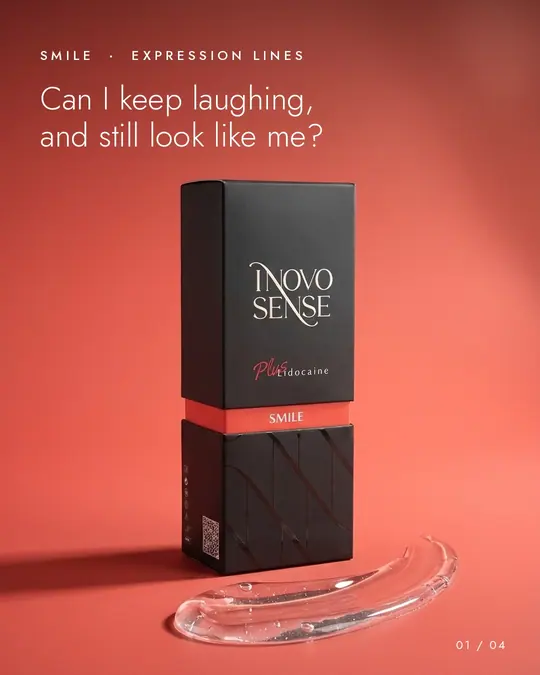 SMILE · EXPRESSION LINES
Can I keep laughing,
and still look like me?
INOVO
SENSE
Plus Lidocaine
SMILE
01 / 04